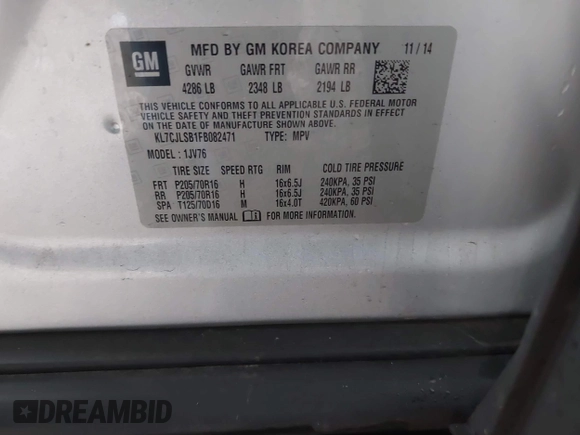 GM
MFD BY GM KOREA COMPANY 11/14
GVWR GAWR FRT GAWR RR
4286 LB 2348 LB 2194 LB
THIS VEHICLE CONFORMS TO ALL APPLICABLE U.S. FEDERAL MOTOR
VEHICLE SAFETY AND THEFT PREVENTION STANDARDS IN EFFECT
ON THE DATE OF MANUFACTURE SHOWN ABOVE.
KL7CJLSB1FB082471 TYPE: MPV
MODEL: 1JV76
TIRE SIZE SPEED RTG RIM COLD TIRE PRESSURE
FRT P205/70R16 H 16x6.5J 240KPA, 35 PSI
RR P205/70R16 H 16x6.5J 240KPA, 35 PSI
SPA T125/70D16 M 16x4.0T 420KPA, 60 PSI
SEE OWNER'S MANUAL FOR MORE INFORMATION.
DREAMBID